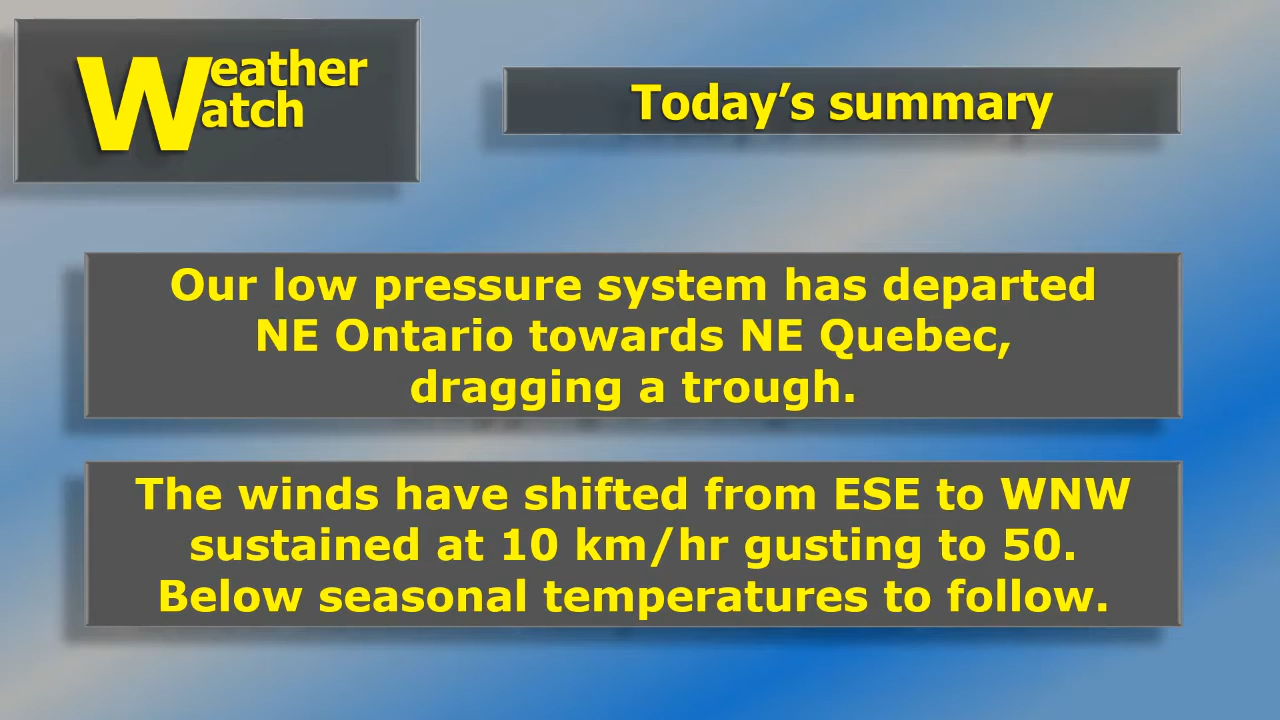 Weather
Watch
Today’s summary
Our low pressure system has departed
NE Ontario towards NE Quebec,
dragging a trough.
The winds have shifted from ESE to WNW
sustained at 10 km/hr gusting to 50.
Below seasonal temperatures to follow.